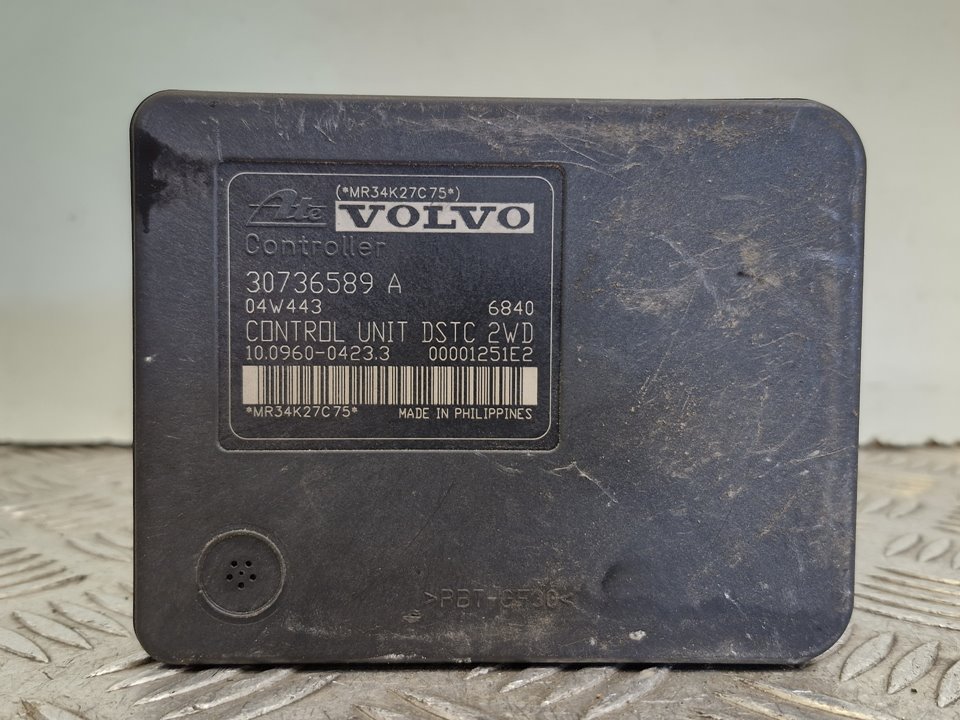 (*MR34K27C75*)
Ate VOLVO
Controller
30736589 A
04W443 6840
CONTROL UNIT DSTC 2WD
10.0960-0423.3 00001251E2
*MR34K27C75* MADE IN PHILIPPINES
>PBT-GF30<